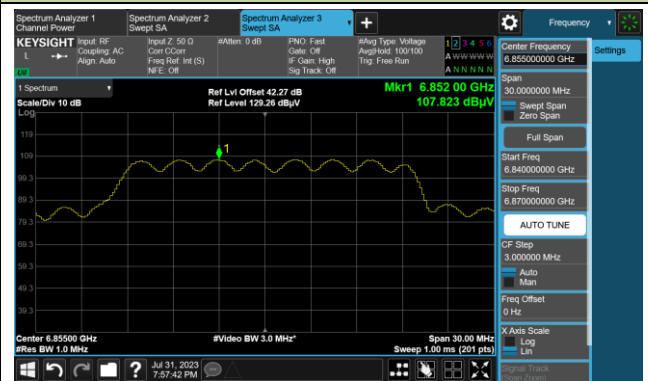 Spectrum Analyzer 1
Channel Power
Spectrum Analyzer 2
Swept SA
Spectrum Analyzer 3
Swept SA
+
Frequency
KEYSIGHT
Input: RF
Coupling: AC
Align: Auto
Input Z: 50 Ω
Corr CCorr
Freq Ref: Int (S)
NFE: Off
#Atten: 0 dB
PNO: Fast
Gate: Off
IF Gain: High
Sig Track: Off
#Avg Type: Voltage
Avg|Hold: 100/100
Trig: Free Run
1 2 3 4 5 6
A W W W W W
A N N N N N
L
1 Spectrum
Scale/Div 10 dB
Log
Ref Lvl Offset 42.27 dB
Ref Level 129.26 dBµV
Mkr1 6.852 00 GHz
107.823 dBµV
119
109
99.3
89.3
79.3
69.3
59.3
49.3
39.3
1
Center 6.85500 GHz
#Res BW 1.0 MHz
#Video BW 3.0 MHz*
Span 30.00 MHz
Sweep 1.00 ms (201 pts)
Center Frequency
6.855000000 GHz
Settings
Span
30.0000000 MHz
Swept Span
Zero Span
Full Span
Start Freq
6.840000000 GHz
Stop Freq
6.870000000 GHz
AUTO TUNE
CF Step
3.000000 MHz
Auto
Man
Freq Offset
0 Hz
X Axis Scale
Log
Lin
Signal Track
(Span Zoom)
?
Jul 31, 2023
7:57:42 PM